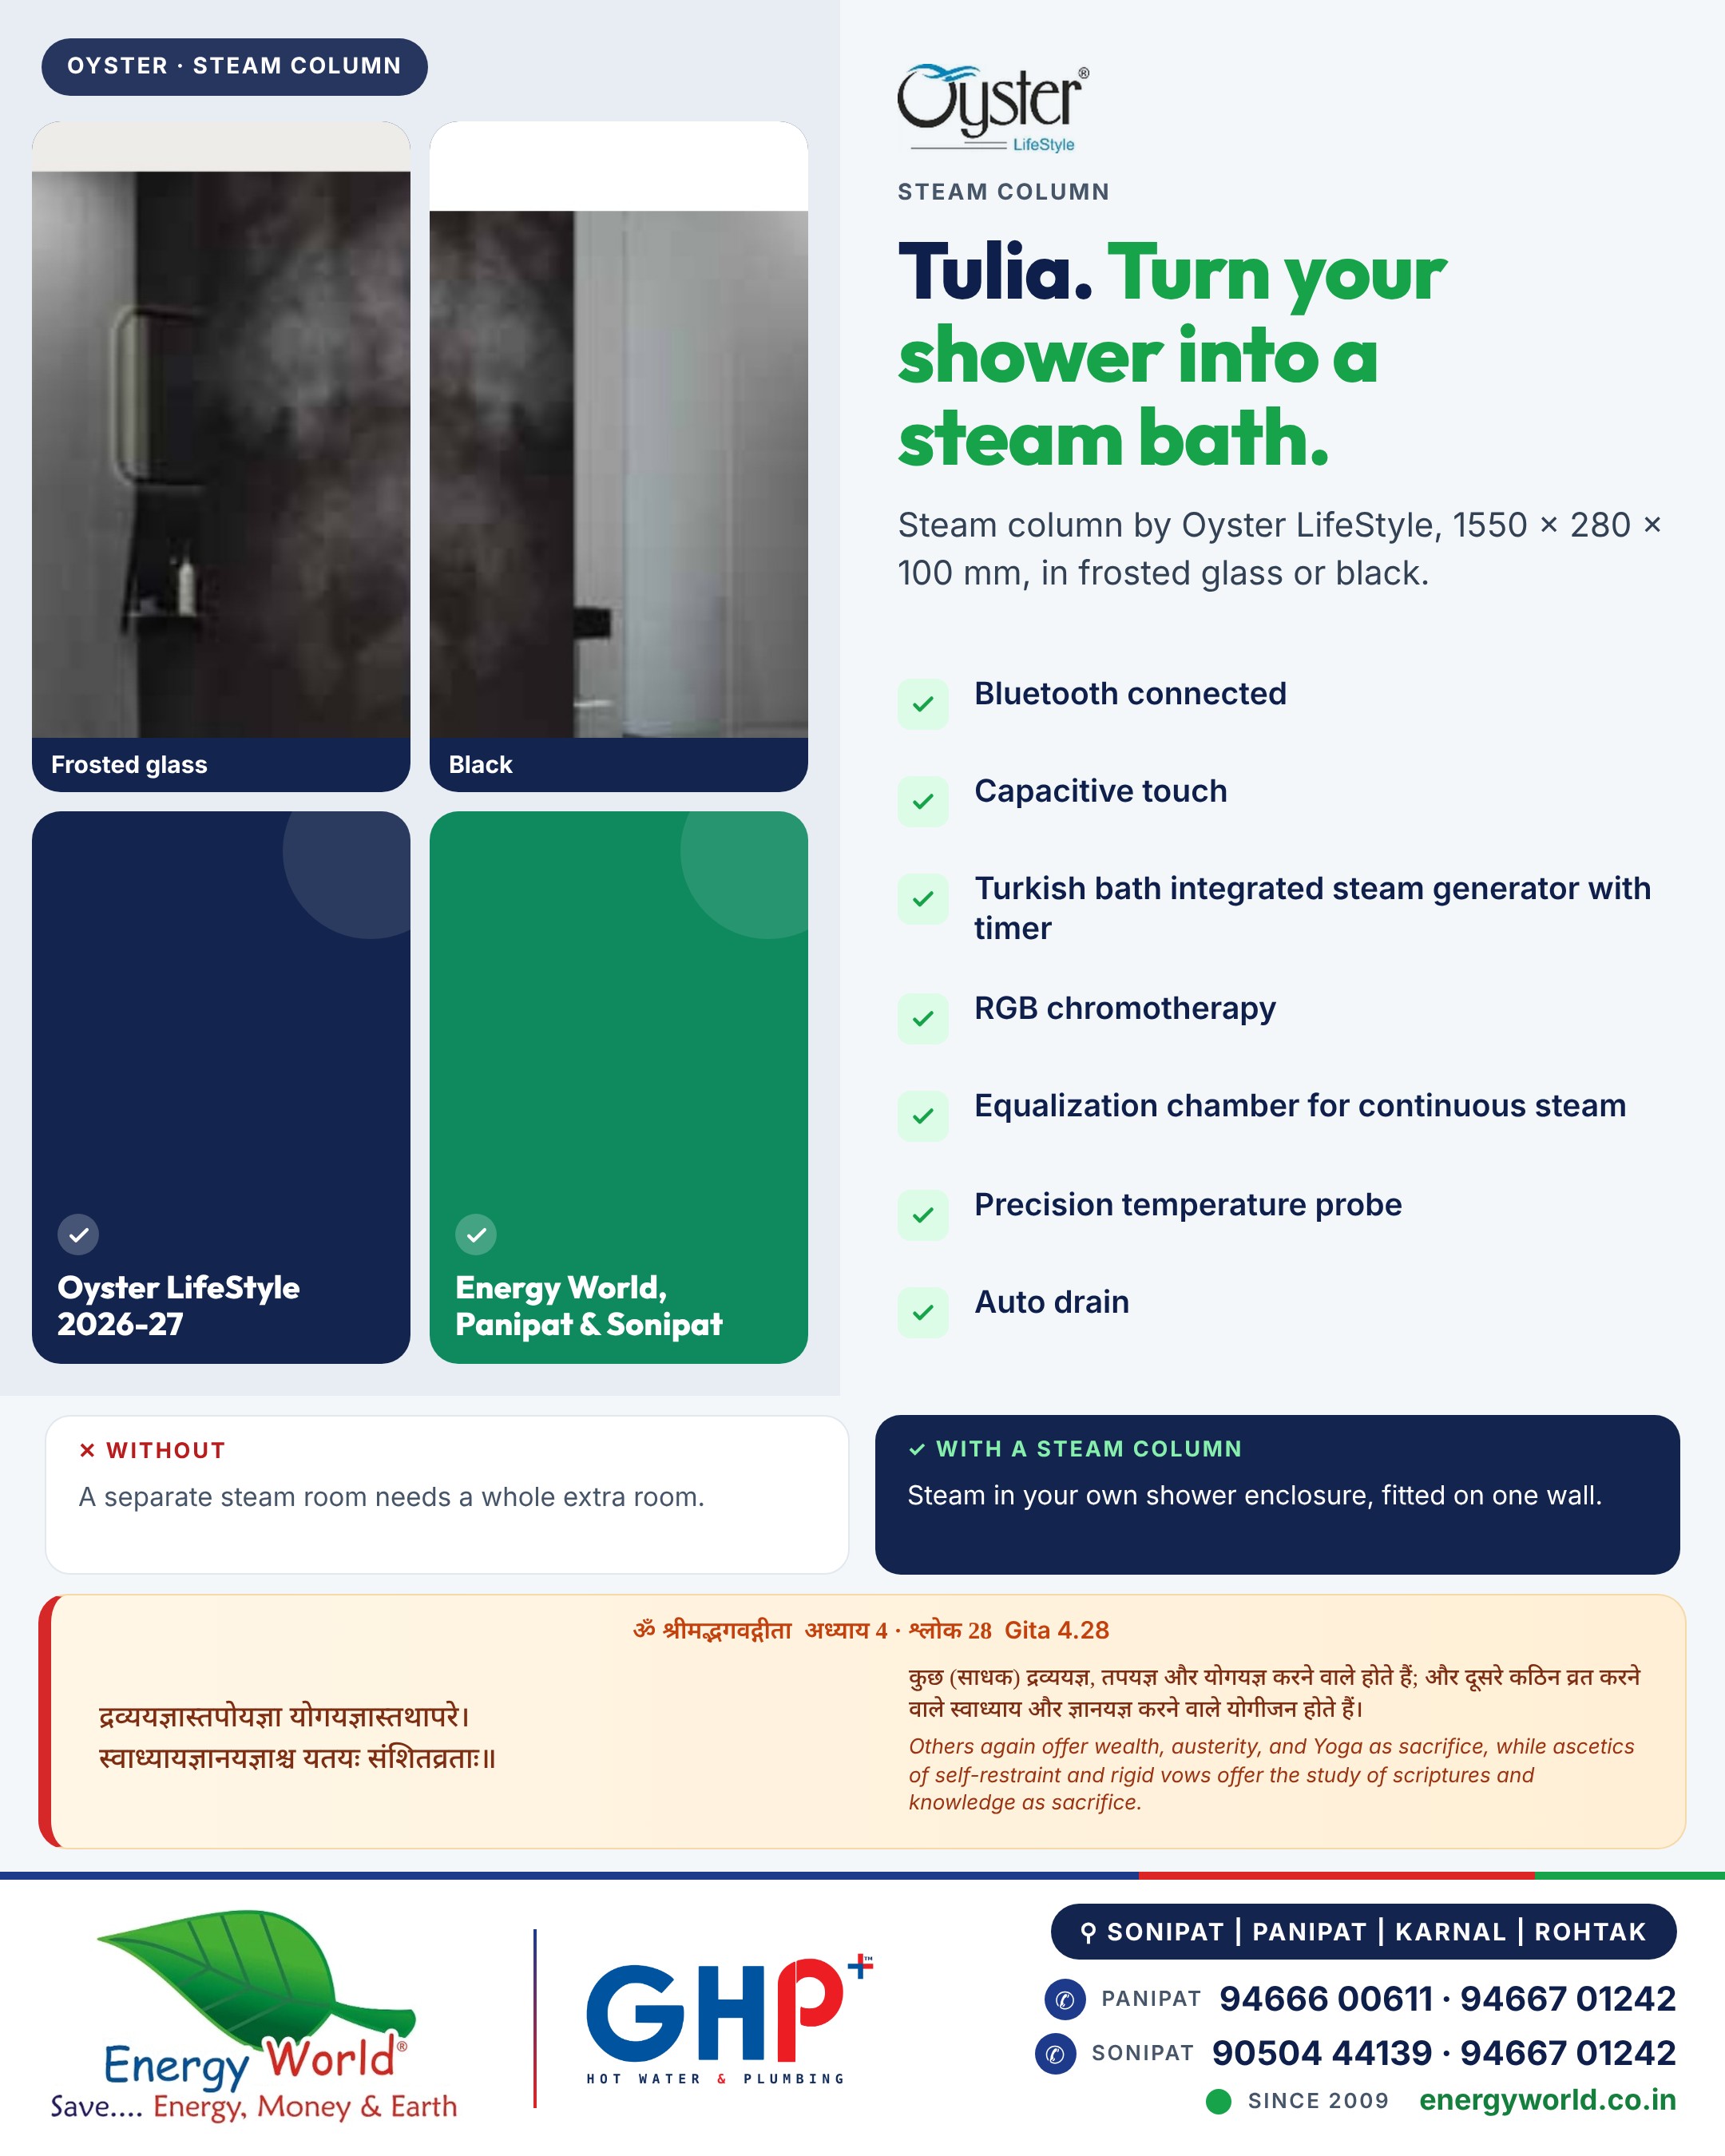 OYSTER · STEAM COLUMN
Frosted glass
Black
Oyster LifeStyle
2026-27
Energy World,
Panipat & Sonipat
Oyster®
LifeStyle
STEAM COLUMN
Tulia. Turn your
shower into a
steam bath.
Steam column by Oyster LifeStyle, 1550 × 280 ×
100 mm, in frosted glass or black.
Bluetooth connected
Capacitive touch
Turkish bath integrated steam generator with
timer
RGB chromotherapy
Equalization chamber for continuous steam
Precision temperature probe
Auto drain
✕ WITHOUT
A separate steam room needs a whole extra room.
✓ WITH A STEAM COLUMN
Steam in your own shower enclosure, fitted on one wall.
ॐ श्रीमद्भगवद्गीता अध्याय 4 · श्लोक 28 Gita 4.28
द्रव्ययज्ञास्तपोयज्ञा योगयज्ञास्तथापरे।
स्वाध्यायज्ञानयज्ञाश्च यतयः संशितव्रताः॥
कुछ (साधक) द्रव्ययज्ञ, तपयज्ञ और योगयज्ञ करने वाले होते हैं; और दूसरे कठिन व्रत करने
वाले स्वाध्याय और ज्ञानयज्ञ करने वाले योगीजन होते हैं।
Others again offer wealth, austerity, and Yoga as sacrifice, while ascetics
of self-restraint and rigid vows offer the study of scriptures and
knowledge as sacrifice.
Energy World®
Save.... Energy, Money & Earth
GHP+™
HOT WATER & PLUMBING
SONIPAT | PANIPAT | KARNAL | ROHTAK
PANIPAT 94666 00611 · 94667 01242
SONIPAT 90504 44139 · 94667 01242
SINCE 2009 energyworld.co.in